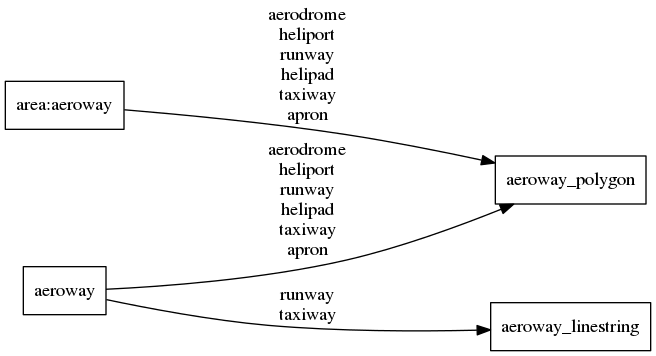 aerodrome
heliport
runway
helipad
taxiway
apron
area:aeroway
aerodrome
heliport
runway
helipad
taxiway
apron
aeroway_polygon
aeroway
runway
taxiway
aeroway_linestring